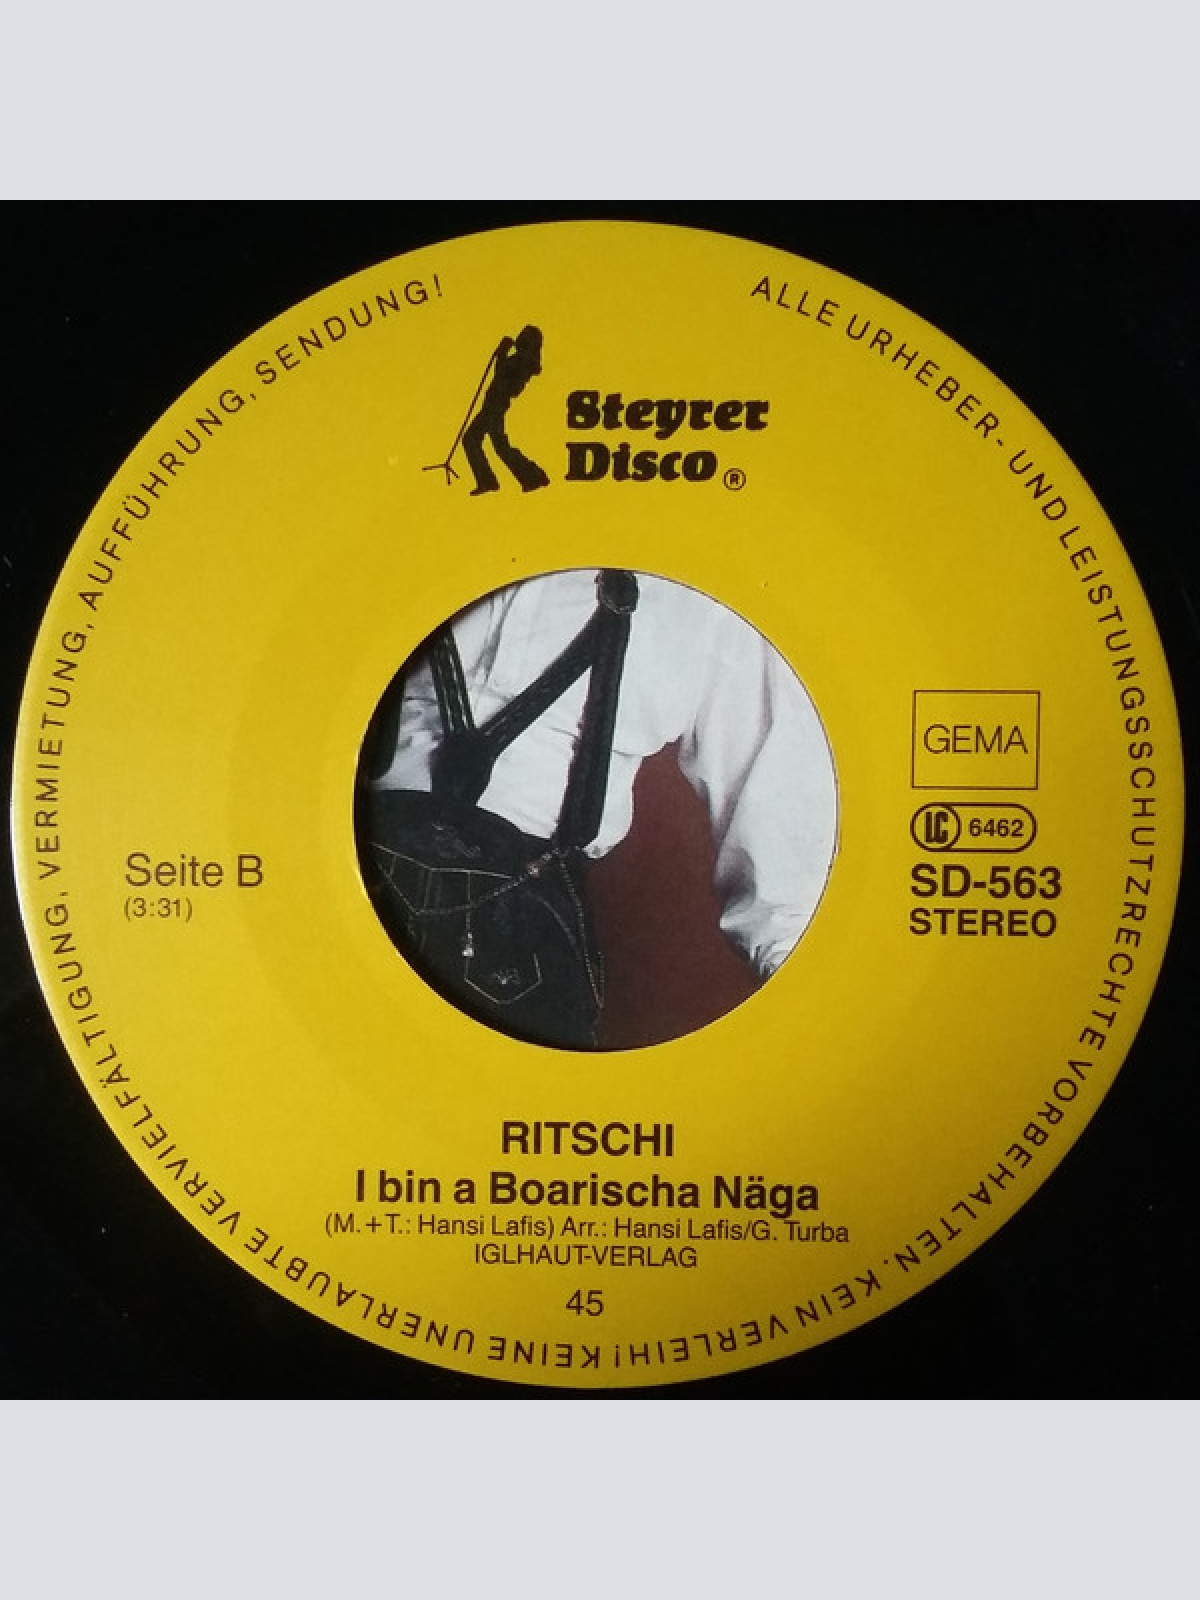 ALLE URHEBER- UND LEISTUNGSSCHUTZRECHTE VORBEHALTEN. KEIN VERLEIH! KEINE UNERLAUBTE VERVIELFÄLTIGUNG, VERMIETUNG, AUFFÜHRUNG, SENDUNG!
Steyrer
Disco ®
GEMA
LC 6462
SD-563
STEREO
Seite B
(3:31)
RITSCHI
I bin a Boarischa Näga
(M.+T.: Hansi Lafis) Arr.: Hansi Lafis/G. Turba
IGLHAUT-VERLAG
45